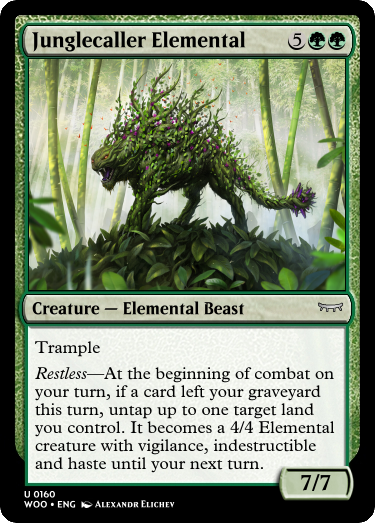 Junglecaller Elemental 5
Creature — Elemental Beast
Trample
Restless—At the beginning of combat on
your turn, if a card left your graveyard
this turn, untap up to one target land
you control. It becomes a 4/4 Elemental
creature with vigilance, indestructible
and haste until your next turn.
7/7
U 0160
WOO • ENG Alexandr Elichev